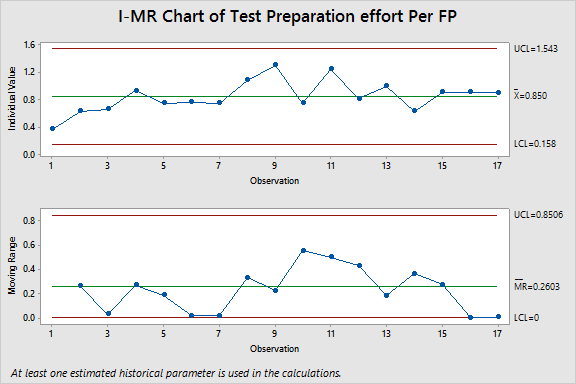 I-MR Chart of Test Preparation effort Per FP
1.6
1.2
0.8
0.4
0.0
Individual Value
UCL=1.543
X̄=0.850
LCL=0.158
1 3 5 7 9 11 13 15 17
Observation
0.8
0.6
0.4
0.2
0.0
Moving Range
UCL=0.8506
M̅R̅=0.2603
LCL=0
1 3 5 7 9 11 13 15 17
Observation
At least one estimated historical parameter is used in the calculations.